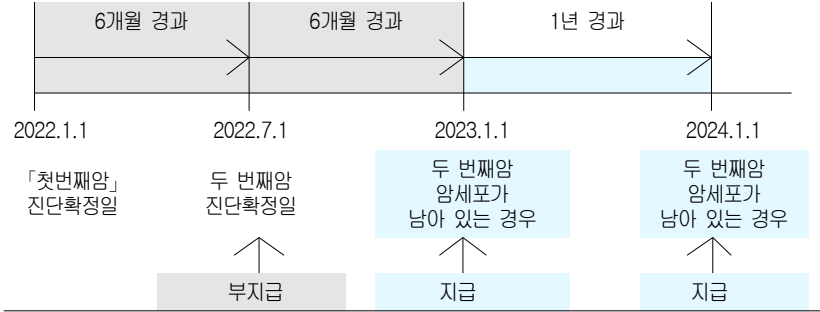 6개월 경과
6개월 경과
1년 경과
2022.1.1
2022.7.1
2023.1.1
2024.1.1
「첫번째암」
진단확정일
두 번째암
진단확정일
두 번째암
암세포가
남아 있는 경우
두 번째암
암세포가
남아 있는 경우
부지급
지급
지급